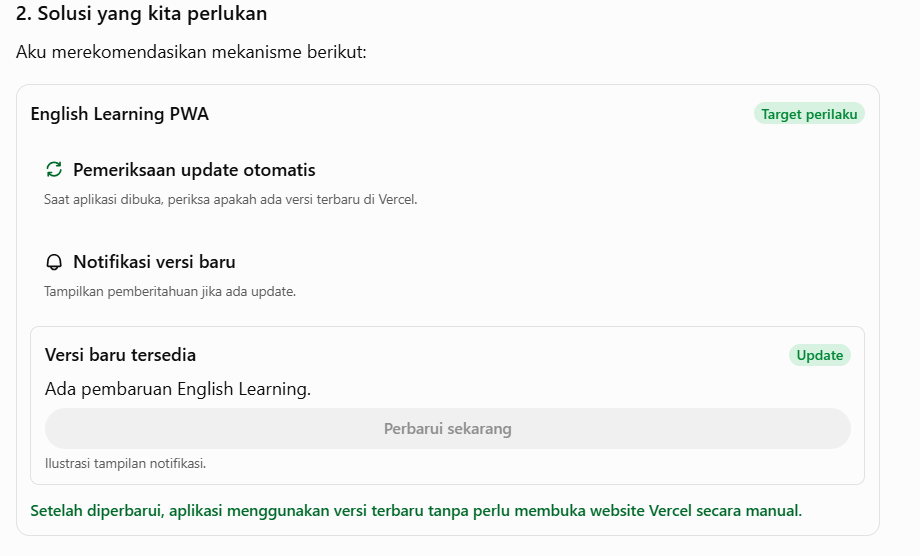 2. Solusi yang kita perlukan
Aku merekomendasikan mekanisme berikut:
English Learning PWA
Target perilaku
Pemeriksaan update otomatis
Saat aplikasi dibuka, periksa apakah ada versi terbaru di Vercel.
Notifikasi versi baru
Tampilkan pemberitahuan jika ada update.
Versi baru tersedia
Update
Ada pembaruan English Learning.
Perbarui sekarang
Ilustrasi tampilan notifikasi.
Setelah diperbarui, aplikasi menggunakan versi terbaru tanpa perlu membuka website Vercel secara manual.